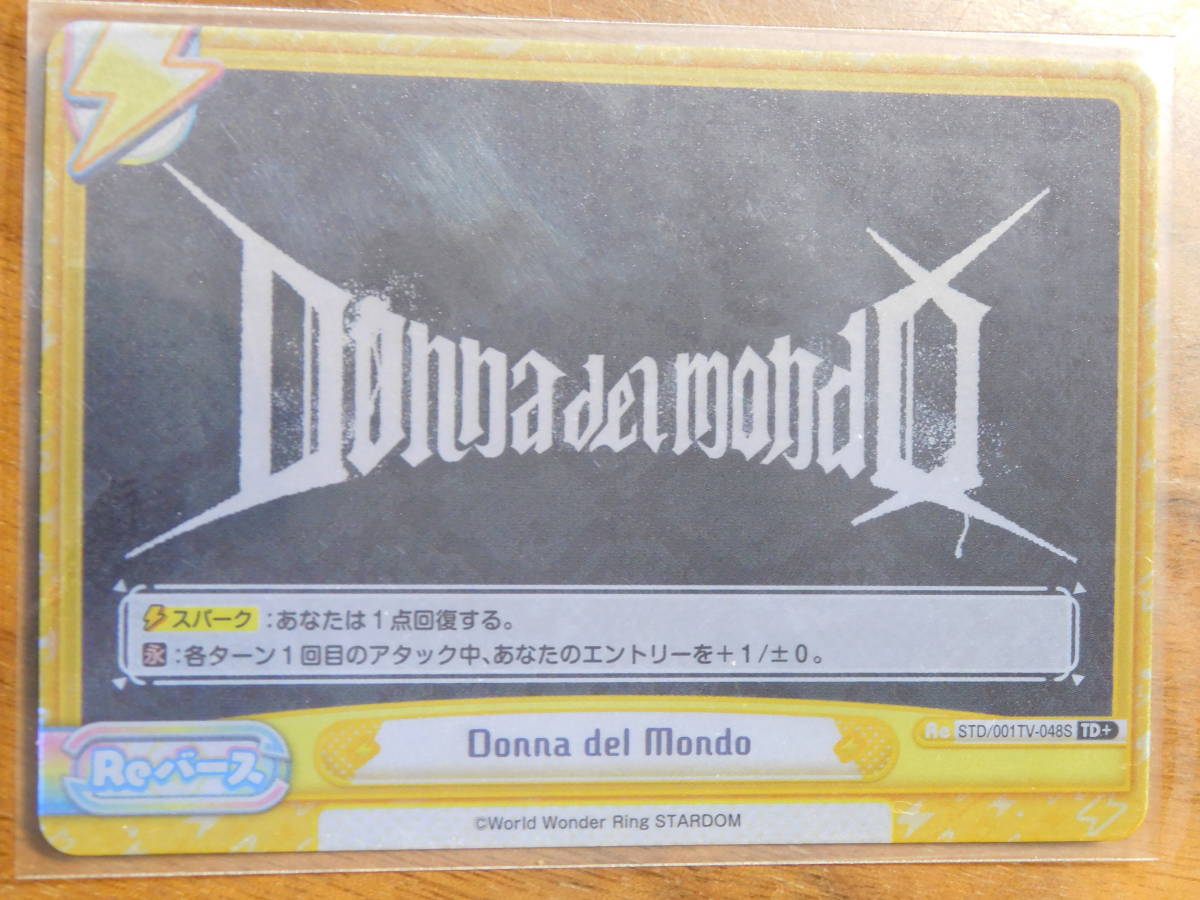 Donna del mondo
スパーク:あなたは1点回復する。
永:各ターン1回目のアタック中、あなたのエントリーを+1/±0。
Donna del Mondo
Re STD/001TV-048S TD+
Reバース
©World Wonder Ring STARDOM